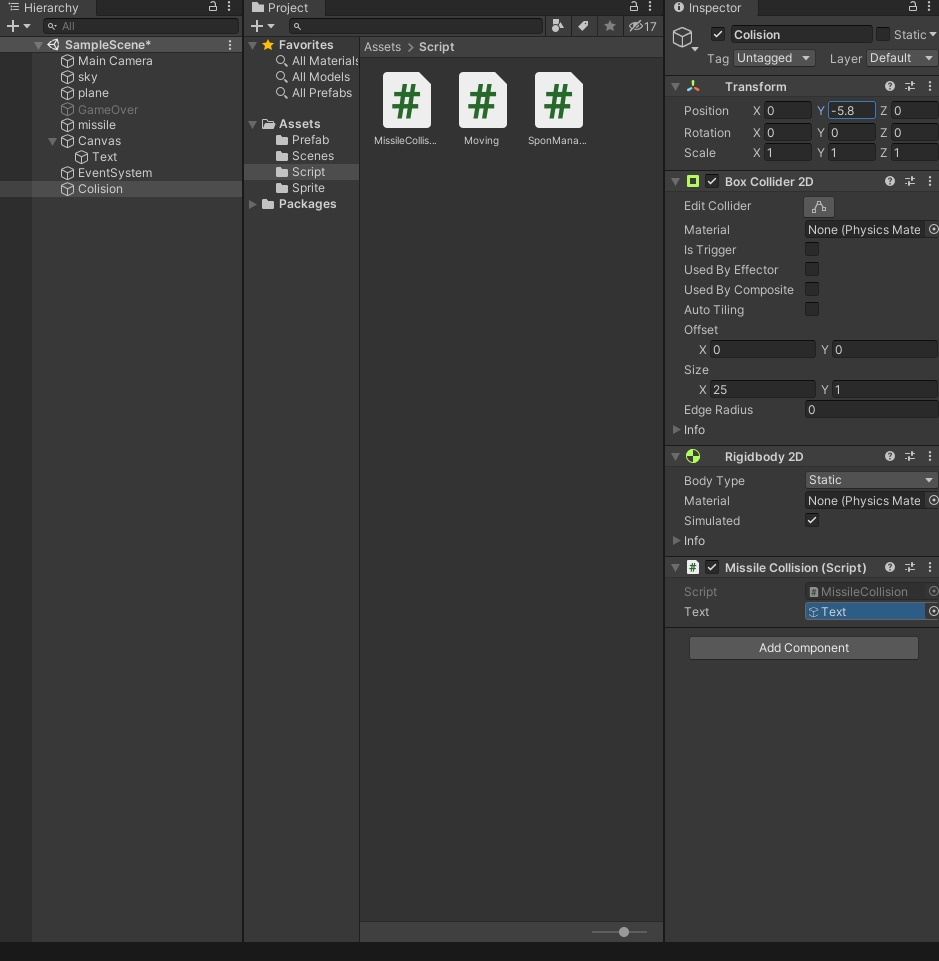 Hierarchy
All
SampleScene*
Main Camera
sky
plane
GameOver
missile
Canvas
Text
EventSystem
Colision
Project
17
Favorites
All Materials
All Models
All Prefabs
Assets
Prefab
Scenes
Script
Sprite
Packages
Assets > Script
MissileCollis...
Moving
SponMana...
Inspector
Colision
Static
Tag Untagged Layer Default
Transform
Position X 0 Y -5.8 Z 0
Rotation X 0 Y 0 Z 0
Scale X 1 Y 1 Z 1
Box Collider 2D
Edit Collider
Material None (Physics Mate
Is Trigger
Used By Effector
Used By Composite
Auto Tiling
Offset
X 0 Y 0
Size
X 25 Y 1
Edge Radius 0
Info
Rigidbody 2D
Body Type Static
Material None (Physics Mate
Simulated
Info
Missile Collision (Script)
Script # MissileCollision
Text Text
Add Component